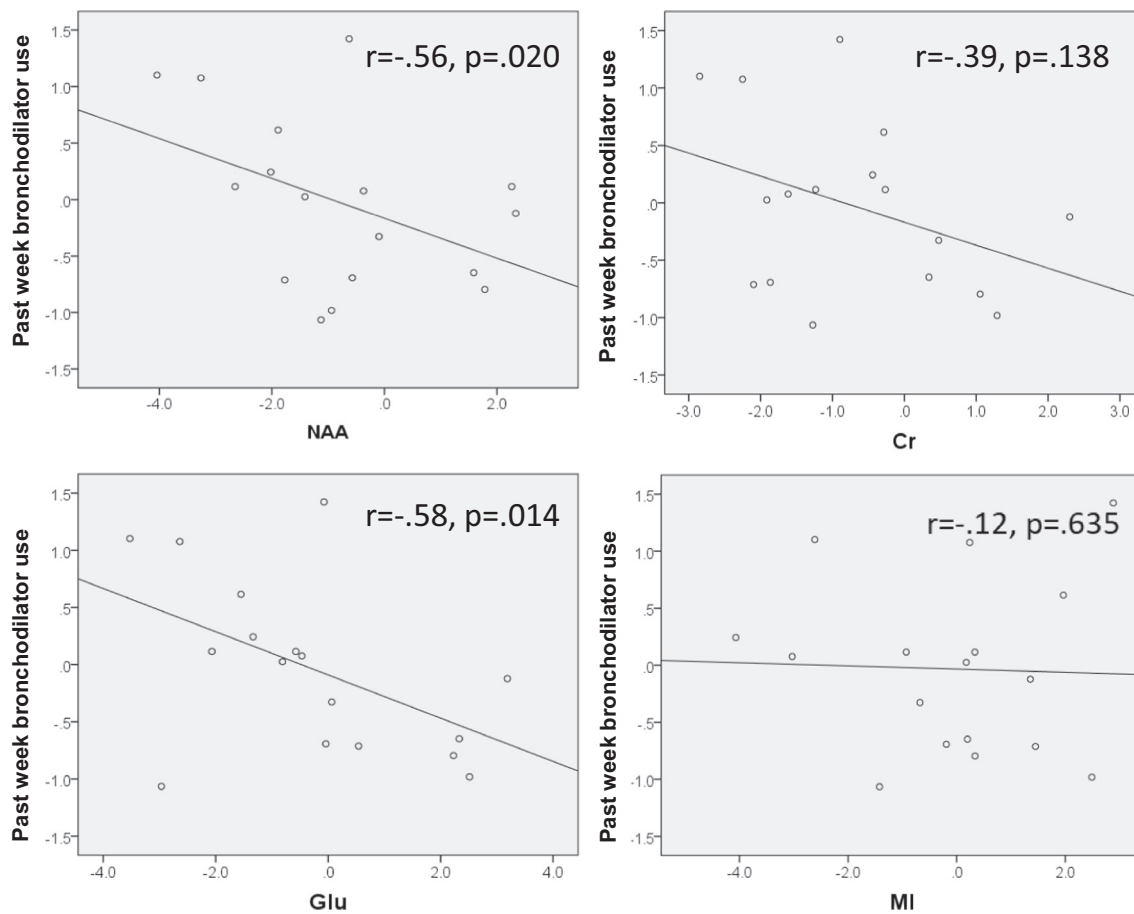 Past week bronchodilator use
1.5
1.0
.5
.0
-.5
-1.0
-1.5
r=-.56, p=.020
-4.0 -2.0 .0 2.0
NAA
Past week bronchodilator use
1.5
1.0
.5
.0
-.5
-1.0
-1.5
r=-.39, p=.138
-3.0 -2.0 -1.0 .0 1.0 2.0 3.0
Cr
Past week bronchodilator use
1.5
1.0
.5
.0
-.5
-1.0
-1.5
r=-.58, p=.014
-4.0 -2.0 .0 2.0 4.0
Glu
Past week bronchodilator use
1.5
1.0
.5
.0
-.5
-1.0
-1.5
r=-.12, p=.635
-4.0 -2.0 .0 2.0
MI